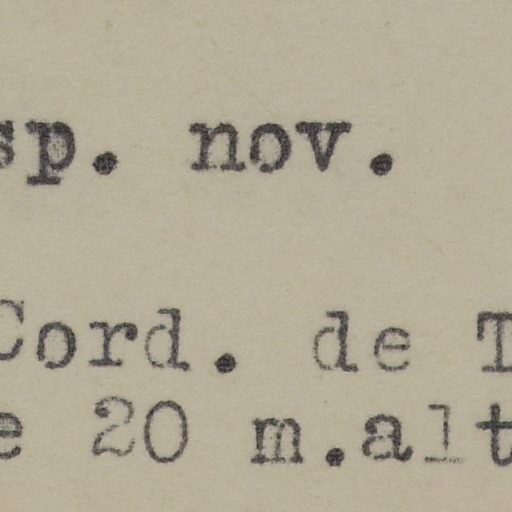 sp. nov.
Cord. de T
e 20 m.alt